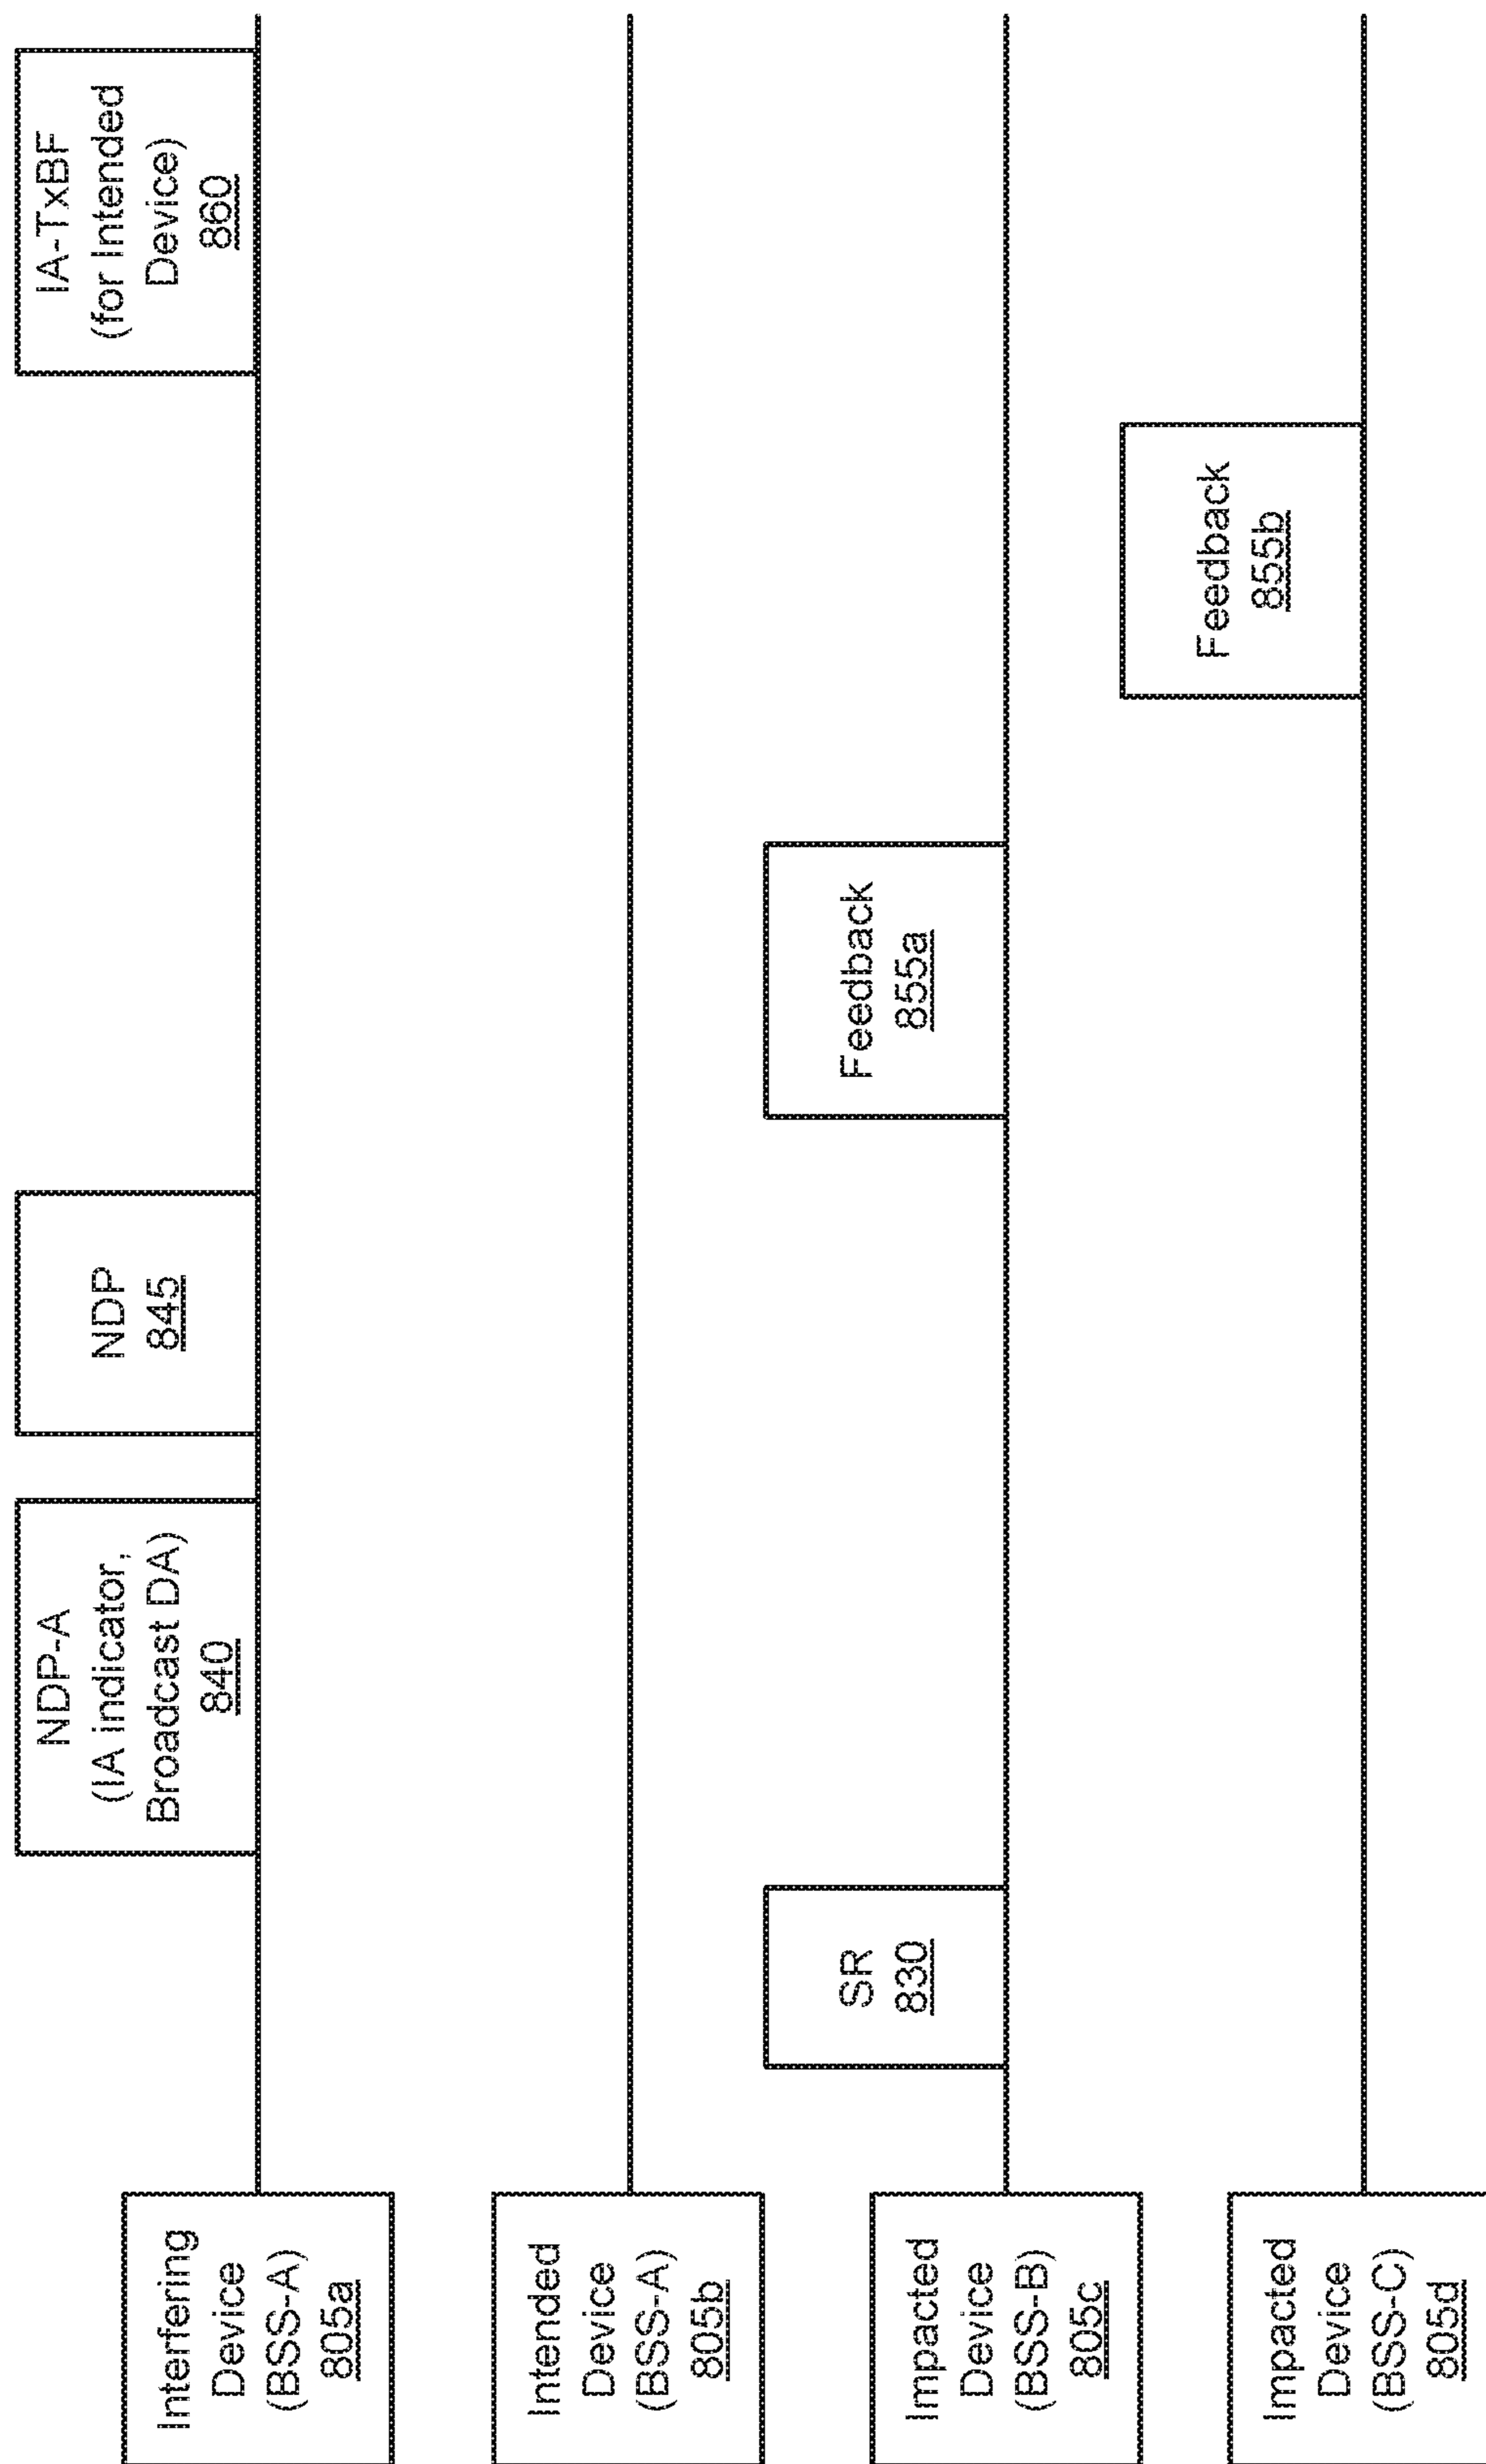 Interfering
Device
(BSS-A)
805a
NDP-A
(IA indicator,
Broadcast DA)
840
NDP
845
IA-TxBF
(for Intended
Device)
860
Intended
Device
(BSS-A)
805b
Impacted
Device
(BSS-B)
805c
SR
830
Feedback
855a
Impacted
Device
(BSS-C)
805d
Feedback
855b